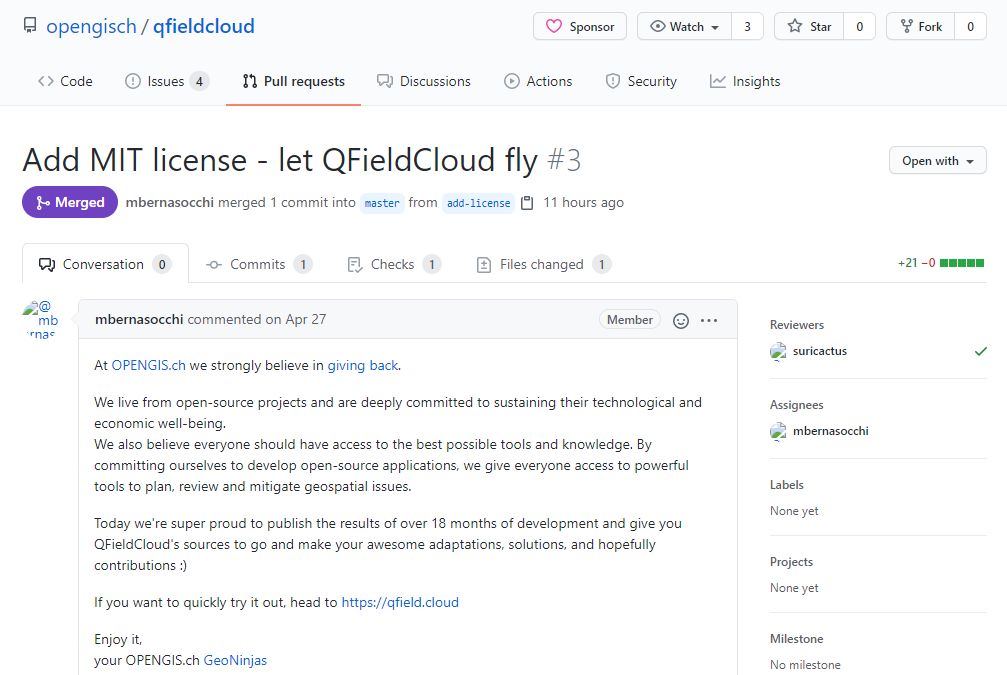 opengisch / qfieldcloud
Sponsor
Watch
3
Star
0
Fork
0
Code
Issues 4
Pull requests
Discussions
Actions
Security
Insights
Add MIT license - let QFieldCloud fly #3
Open with
Merged
mbernasocchi merged 1 commit into master from add-license 11 hours ago
Conversation 0
Commits 1
Checks 1
Files changed 1
+21 −0
@
mb
ernas
mbernasocchi commented on Apr 27
Member
At OPENGIS.ch we strongly believe in giving back.
We live from open-source projects and are deeply committed to sustaining their technological and
economic well-being.
We also believe everyone should have access to the best possible tools and knowledge. By
committing ourselves to develop open-source applications, we give everyone access to powerful
tools to plan, review and mitigate geospatial issues.
Today we're super proud to publish the results of over 18 months of development and give you
QFieldCloud's sources to go and make your awesome adaptations, solutions, and hopefully
contributions :)
If you want to quickly try it out, head to https://qfield.cloud
Enjoy it,
your OPENGIS.ch GeoNinjas
Reviewers
suricactus
Assignees
mbernasocchi
Labels
None yet
Projects
None yet
Milestone
No milestone